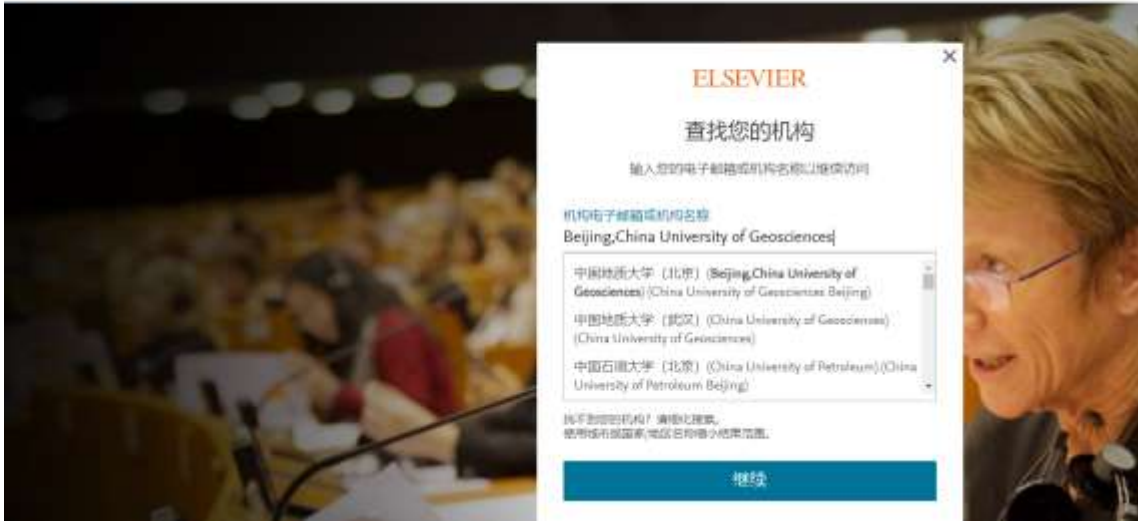 ELSEVIER
查找您的机构
输入您的电子邮箱或机构名称以继续访问
机构电子邮箱或机构名称
Beijing,China University of Geosciences
中国地质大学（北京）(Beijing,China University of
Geosciences) (China University of Geosciences Beijing)
中国地质大学（武汉）(China University of Geosciences)
(China University of Geosciences)
中国石油大学（北京）(China University of Petroleum) (China
University of Petroleum Beijing)
找不到您的机构？请细化搜索。
使用城市或国家/地区名称缩小结果范围。
继续